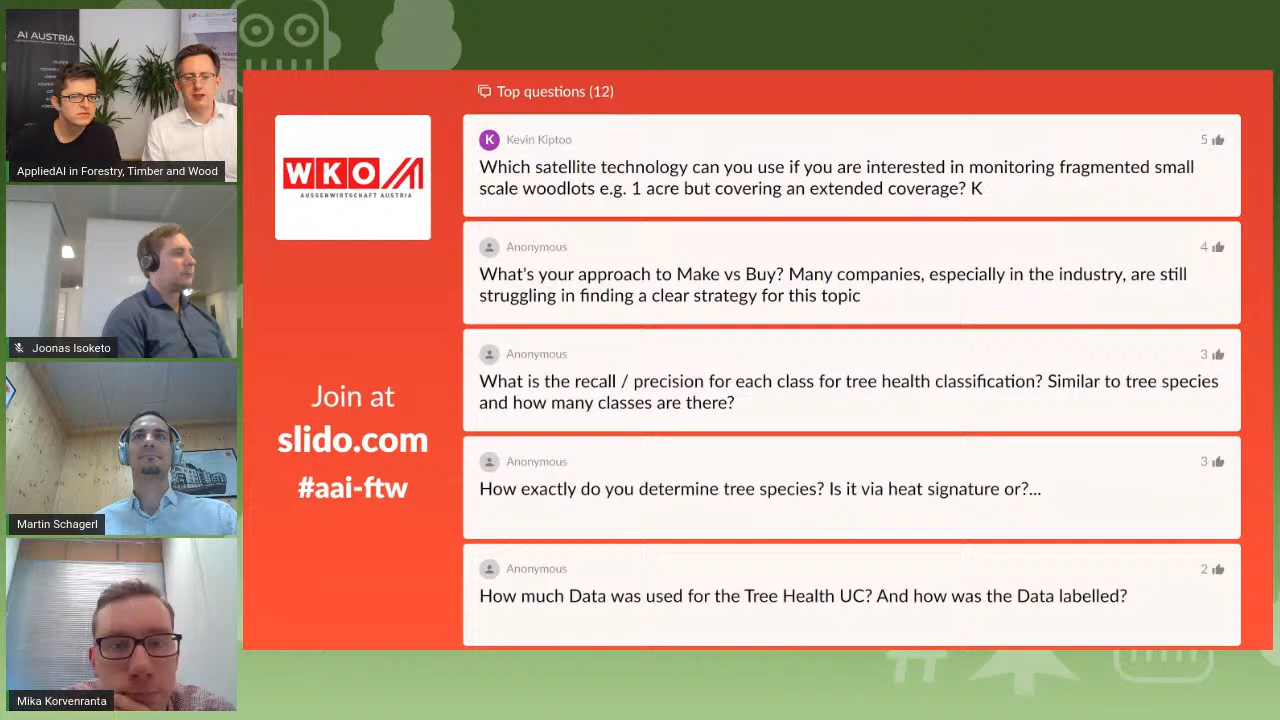 AI AUSTRIA
AppliedAI in Forestry, Timber and Wood
Joonas Isoketo
Martin Schagerl
Mika Korvenranta
WKO
AUSSENWIRTSCHAFT AUSTRIA
Join at
slido.com
#aai-ftw
Top questions (12)
K Kevin Kiptoo 5
Which satellite technology can you use if you are interested in monitoring fragmented small
scale woodlots e.g. 1 acre but covering an extended coverage? K
Anonymous 4
What's your approach to Make vs Buy? Many companies, especially in the industry, are still
struggling in finding a clear strategy for this topic
Anonymous 3
What is the recall / precision for each class for tree health classification? Similar to tree species
and how many classes are there?
Anonymous 3
How exactly do you determine tree species? Is it via heat signature or?...
Anonymous 2
How much Data was used for the Tree Health UC? And how was the Data labelled?